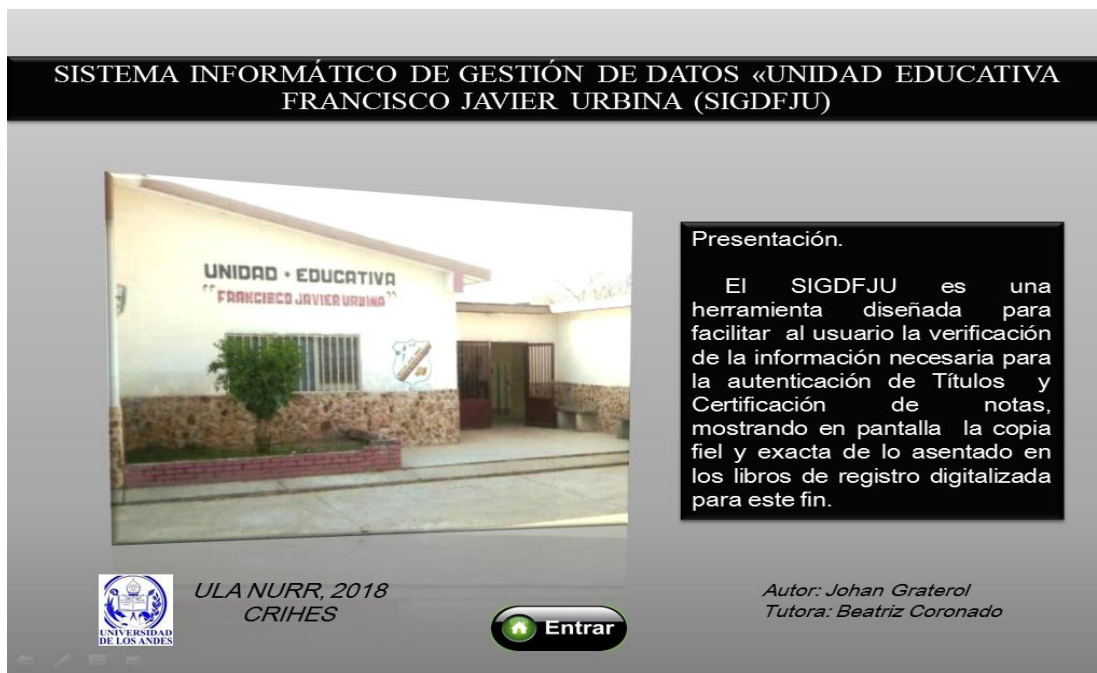 SISTEMA INFORMÁTICO DE GESTIÓN DE DATOS «UNIDAD EDUCATIVA
FRANCISCO JAVIER URBINA (SIGDFJU)
UNIDAD • EDUCATIVA
"FRANCISCO JAVIER URBINA"
Presentación.
El SIGDFJU es una
herramienta diseñada para
facilitar al usuario la verificación
de la información necesaria para
la autenticación de Títulos y
Certificación de notas,
mostrando en pantalla la copia
fiel y exacta de lo asentado en
los libros de registro digitalizada
para este fin.
UNIVERSIDAD
DE LOS ANDES
ULA NURR, 2018
CRIHES
Entrar
Autor: Johan Graterol
Tutora: Beatriz Coronado